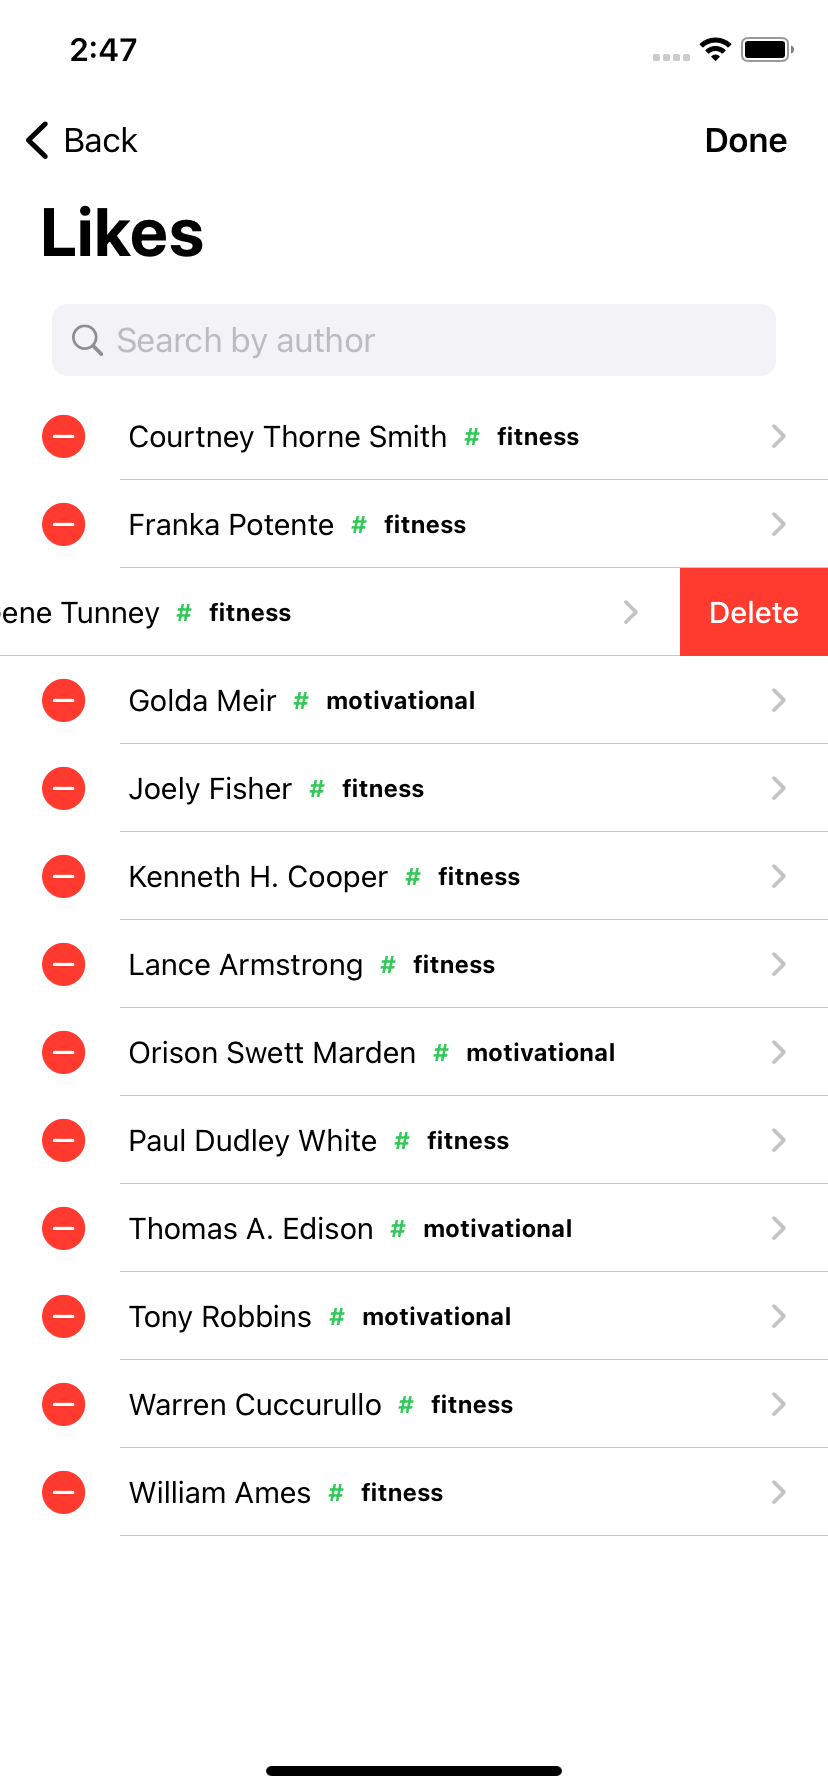 2:47
Back
Done
Likes
Search by author
Courtney Thorne Smith # fitness
Franka Potente # fitness
ene Tunney # fitness
Delete
Golda Meir # motivational
Joely Fisher # fitness
Kenneth H. Cooper # fitness
Lance Armstrong # fitness
Orison Swett Marden # motivational
Paul Dudley White # fitness
Thomas A. Edison # motivational
Tony Robbins # motivational
Warren Cuccurullo # fitness
William Ames # fitness